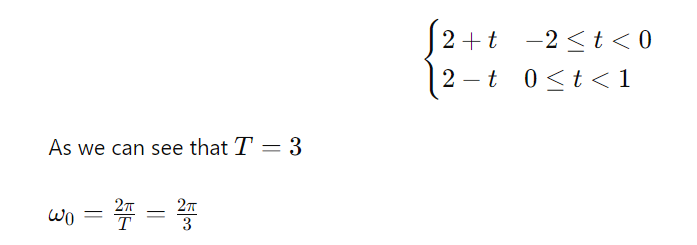 { 2 + t   −2 ≤ t < 0
2 − t   0 ≤ t < 1
As we can see that T = 3
ω₀ = 2π/T = 2π/3